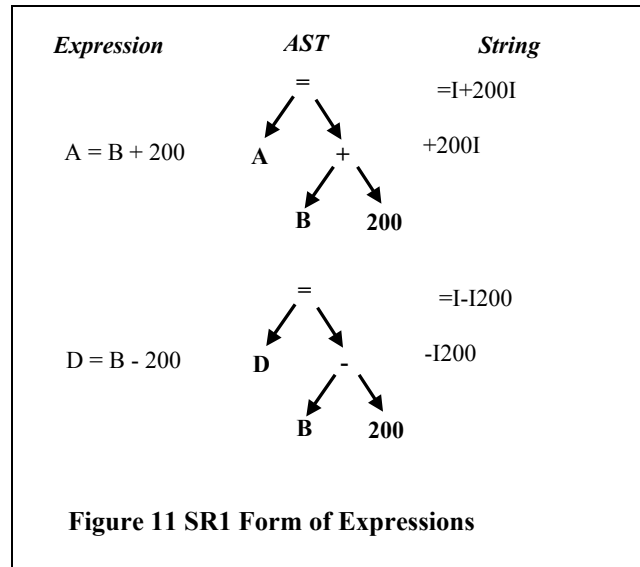 Expression AST String
=
=I+200I
A = B + 200 A + +200I
B 200
=
=I-I200
D = B - 200 D - -I200
B 200
Figure 11 SR1 Form of Expressions